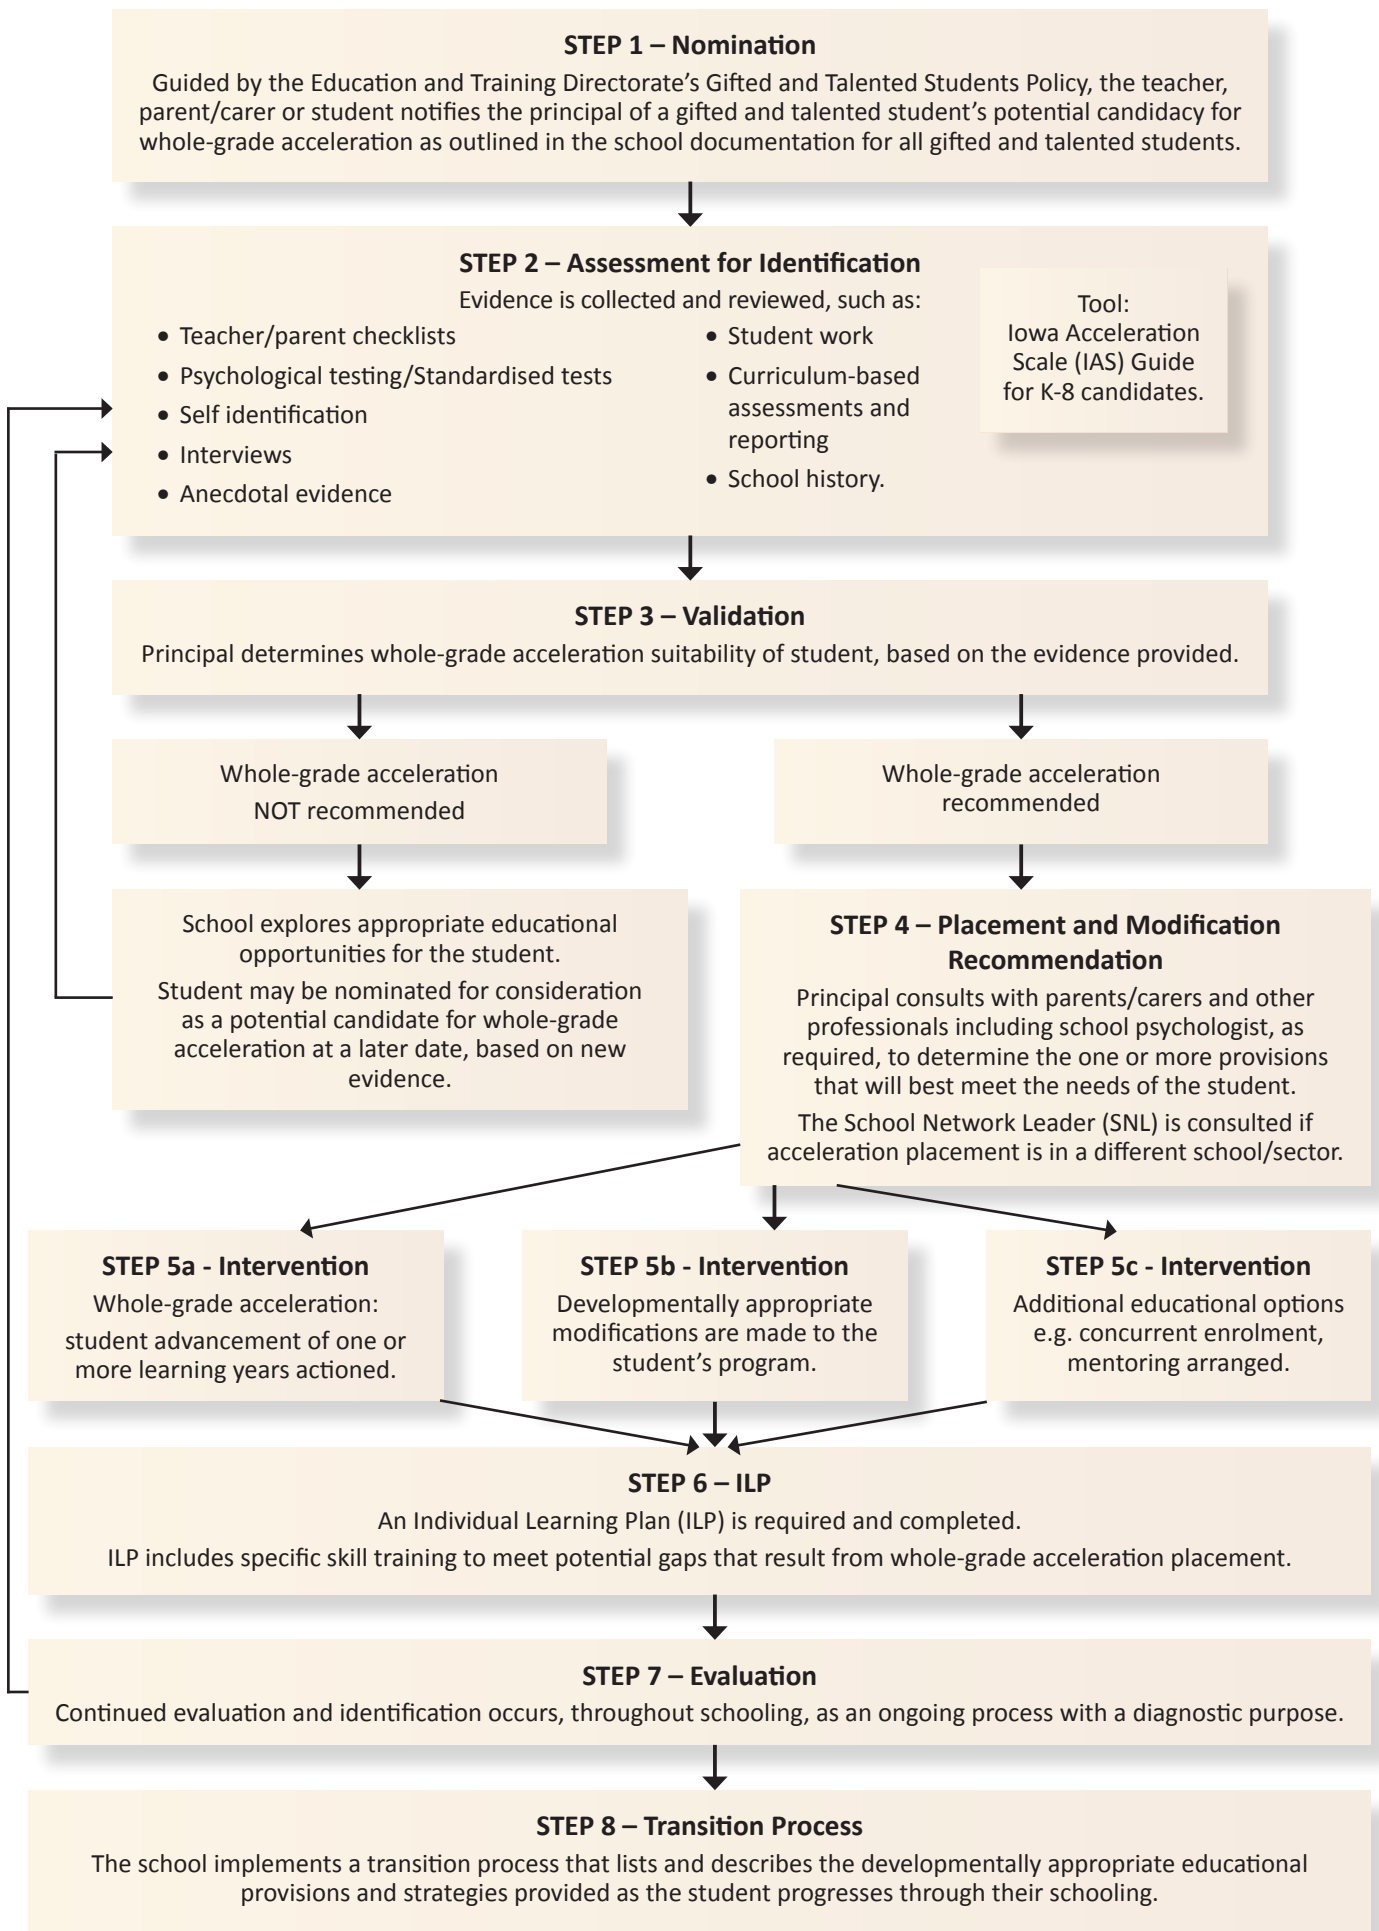 STEP 1 – Nomination
Guided by the Education and Training Directorate's Gifted and Talented Students Policy, the teacher,
parent/carer or student notifies the principal of a gifted and talented student's potential candidacy for
whole-grade acceleration as outlined in the school documentation for all gifted and talented students.
STEP 2 – Assessment for Identification
Evidence is collected and reviewed, such as:
• Teacher/parent checklists
• Psychological testing/Standardised tests
• Self identification
• Interviews
• Anecdotal evidence
• Student work
• Curriculum-based
assessments and
reporting
• School history.
Tool:
Iowa Acceleration
Scale (IAS) Guide
for K-8 candidates.
STEP 3 – Validation
Principal determines whole-grade acceleration suitability of student, based on the evidence provided.
Whole-grade acceleration
NOT recommended
Whole-grade acceleration
recommended
School explores appropriate educational
opportunities for the student.
Student may be nominated for consideration
as a potential candidate for whole-grade
acceleration at a later date, based on new
evidence.
STEP 4 – Placement and Modification
Recommendation
Principal consults with parents/carers and other
professionals including school psychologist, as
required, to determine the one or more provisions
that will best meet the needs of the student.
The School Network Leader (SNL) is consulted if
acceleration placement is in a different school/sector.
STEP 5a - Intervention
Whole-grade acceleration:
student advancement of one or
more learning years actioned.
STEP 5b - Intervention
Developmentally appropriate
modifications are made to the
student's program.
STEP 5c - Intervention
Additional educational options
e.g. concurrent enrolment,
mentoring arranged.
STEP 6 – ILP
An Individual Learning Plan (ILP) is required and completed.
ILP includes specific skill training to meet potential gaps that result from whole-grade acceleration placement.
STEP 7 – Evaluation
Continued evaluation and identification occurs, throughout schooling, as an ongoing process with a diagnostic purpose.
STEP 8 – Transition Process
The school implements a transition process that lists and describes the developmentally appropriate educational
provisions and strategies provided as the student progresses through their schooling.